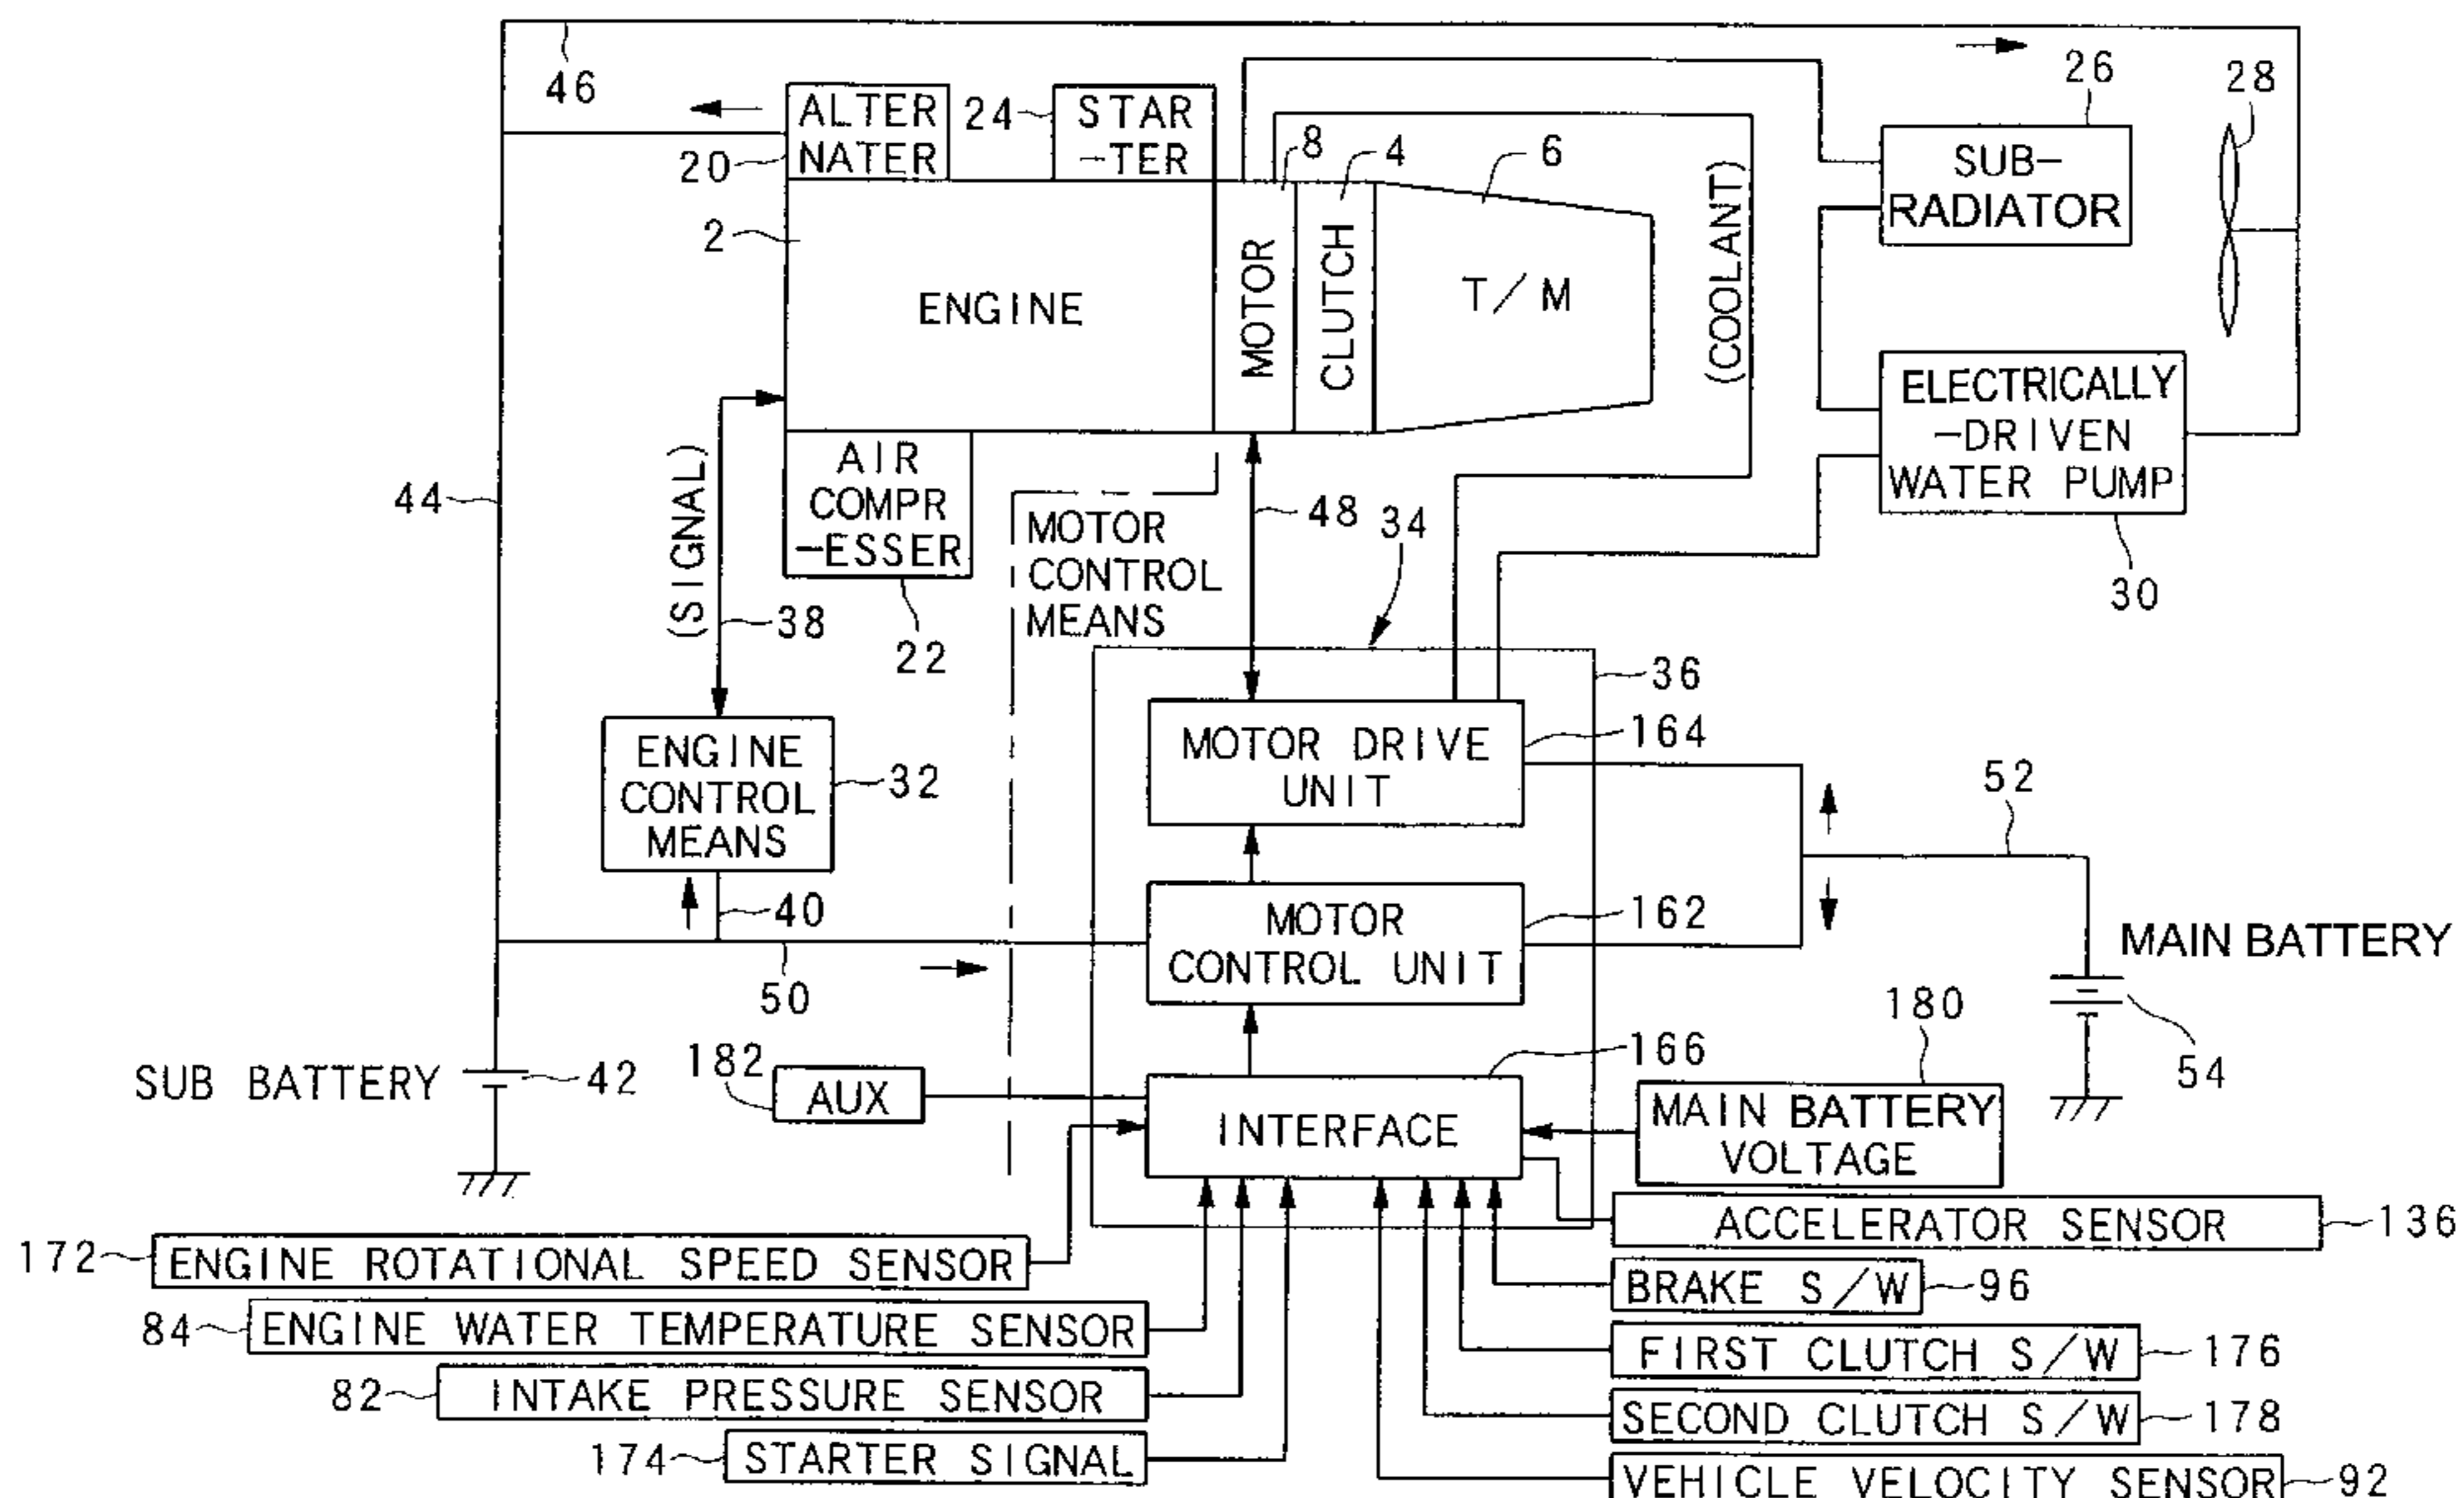 46
ALTER
NATER
20
24
STAR
-TER
8
4
6
26
28
SUB-
RADIATOR
2
ENGINE
MOTOR
CLUTCH
T/M
(COOLANT)
ELECTRICALLY
-DRIVEN
WATER PUMP
30
AIR
COMPR
-ESSER
22
44
(SIGNAL)
38
MOTOR
CONTROL
MEANS
48
34
36
ENGINE
CONTROL
MEANS
32
MOTOR DRIVE
UNIT
164
52
40
50
MOTOR
CONTROL UNIT
162
MAIN BATTERY
54
SUB BATTERY
42
182
AUX
166
INTERFACE
180
MAIN BATTERY
VOLTAGE
ACCELERATOR SENSOR
136
172
ENGINE ROTATIONAL SPEED SENSOR
BRAKE S/W
96
84
ENGINE WATER TEMPERATURE SENSOR
FIRST CLUTCH S/W
176
82
INTAKE PRESSURE SENSOR
SECOND CLUTCH S/W
178
174
STARTER SIGNAL
VEHICLE VELOCITY SENSOR
92